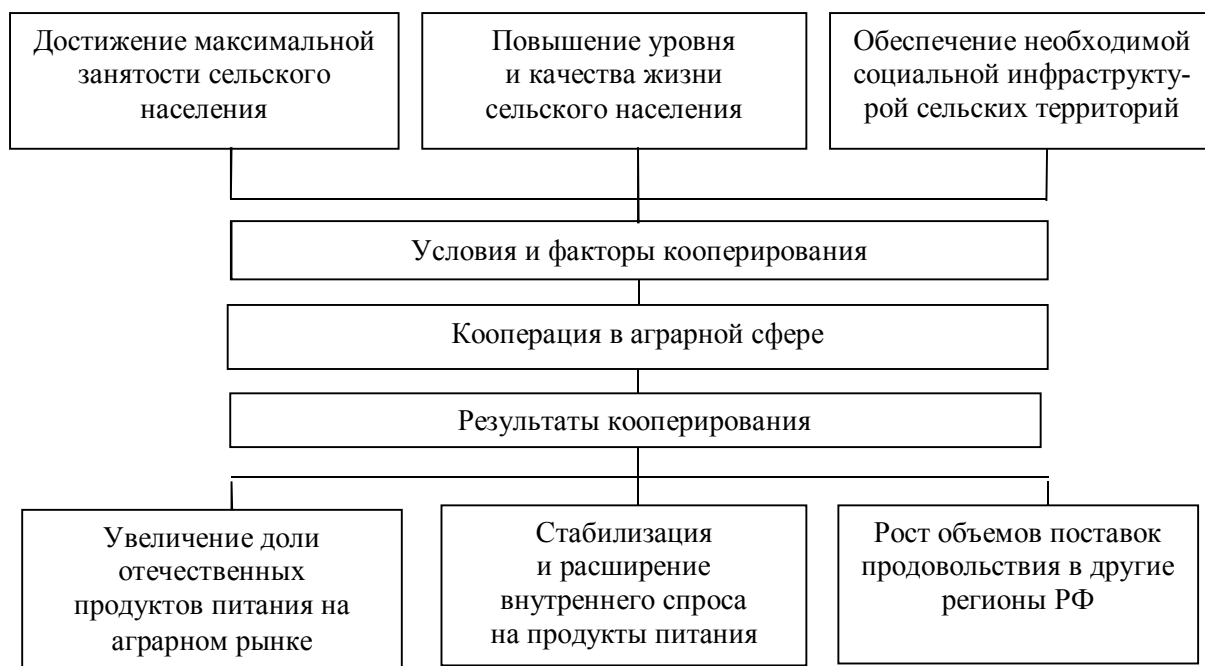 Достижение максимальной
занятости сельского
населения
Повышение уровня
и качества жизни
сельского населения
Обеспечение необходимой
социальной инфраструкту-
рой сельских территорий
Условия и факторы кооперирования
Кооперация в аграрной сфере
Результаты кооперирования
Увеличение доли
отечественных
продуктов питания на
аграрном рынке
Стабилизация
и расширение
внутреннего спроса
на продукты питания
Рост объемов поставок
продовольствия в другие
регионы РФ